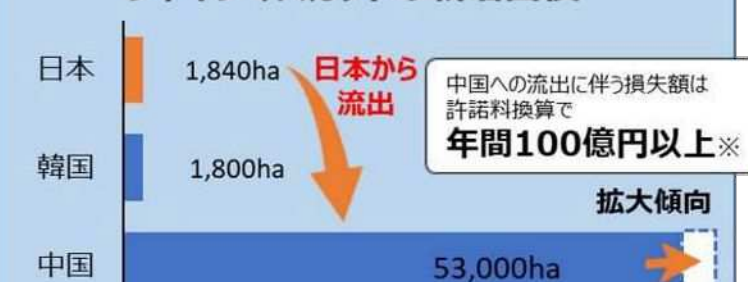 日本
1,840ha
日本から
流出
中国への流出に伴う損失額は
許諾料換算で
年間100億円以上※
韓国
1,800ha
拡大傾向
中国
53,000ha